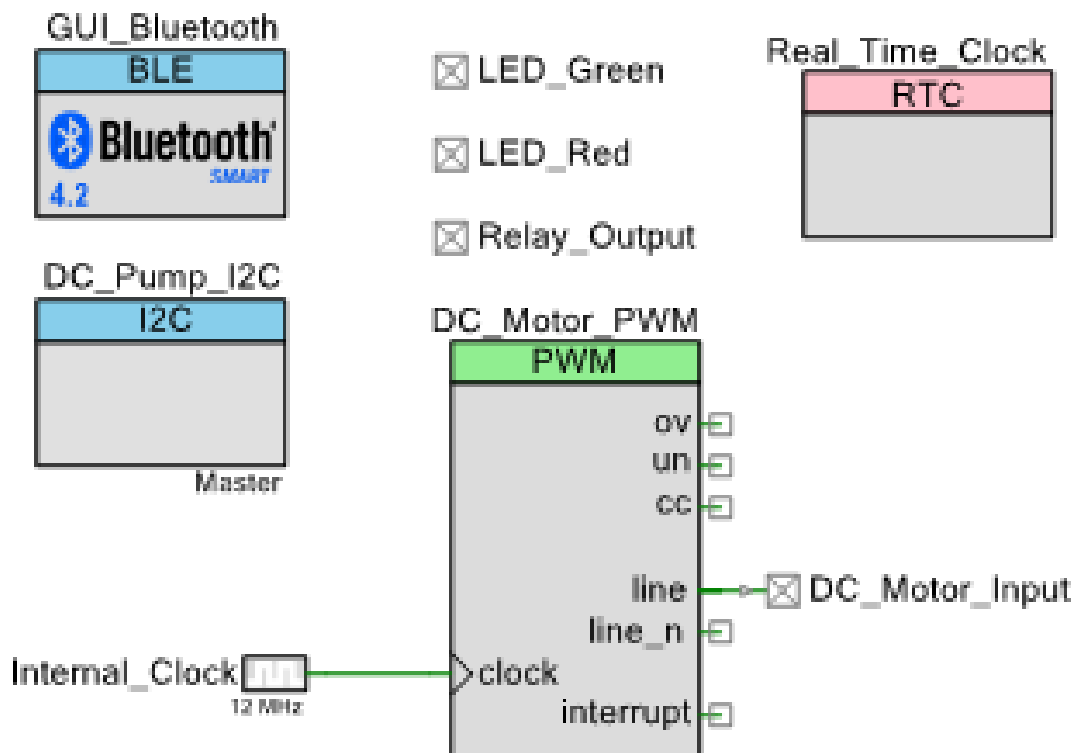 GUI_Bluetooth
BLE
Bluetooth
SMART
4.2
LED_Green
LED_Red
Relay_Output
Real_Time_Clock
RTC
DC_Pump_I2C
I2C
Master
DC_Motor_PWM
PWM
ov
un
cc
line
DC_Motor_Input
line_n
Internal_Clock
12 MHz
clock
interrupt